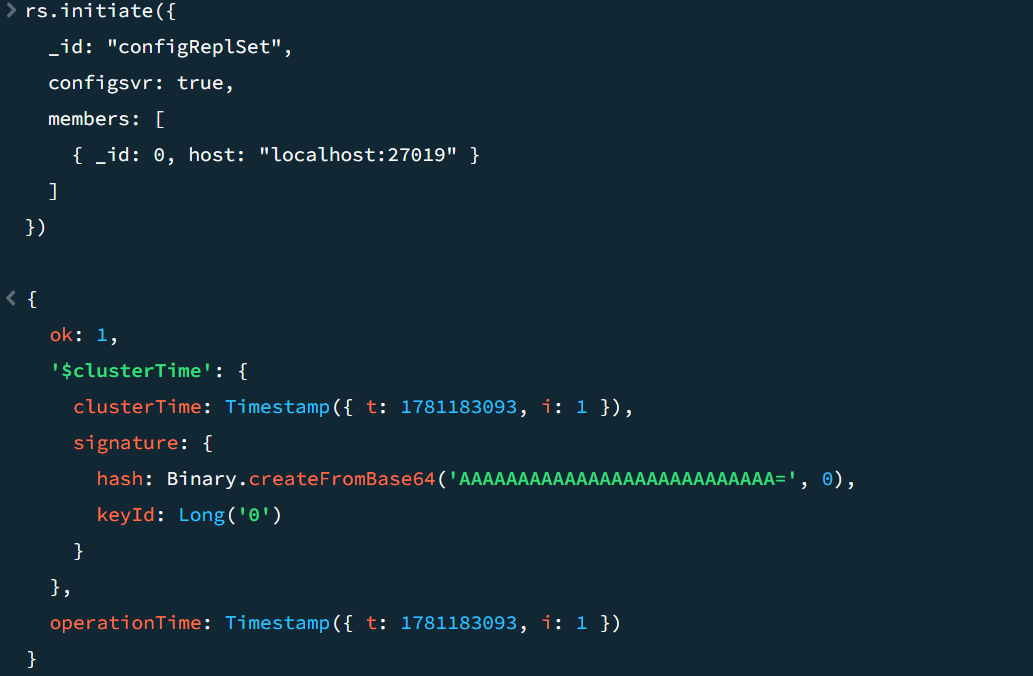 > rs.initiate({
_id: "configReplSet",
configsvr: true,
members: [
{ _id: 0, host: "localhost:27019" }
]
})
< {
ok: 1,
'$clusterTime': {
clusterTime: Timestamp({ t: 1781183093, i: 1 }),
signature: {
hash: Binary.createFromBase64('AAAAAAAAAAAAAAAAAAAAAAAAAAA=', 0),
keyId: Long('0')
}
},
operationTime: Timestamp({ t: 1781183093, i: 1 })
}